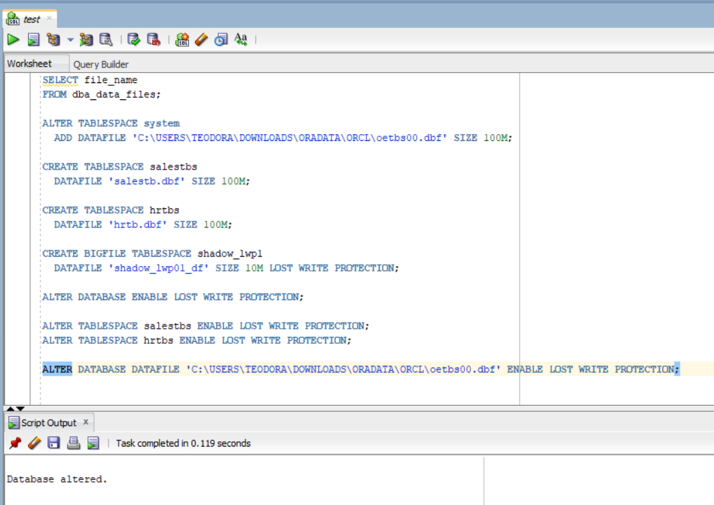 test
Worksheet Query Builder
SELECT file_name
FROM dba_data_files;
ALTER TABLESPACE system
ADD DATAFILE 'C:\USERS\TEODORA\DOWNLOADS\ORADATA\ORCL\oetbs00.dbf' SIZE 100M;
CREATE TABLESPACE salestbs
DATAFILE 'salestb.dbf' SIZE 100M;
CREATE TABLESPACE hrtbs
DATAFILE 'hrtb.dbf' SIZE 100M;
CREATE BIGFILE TABLESPACE shadow_lwp1
DATAFILE 'shadow_lwp01_df' SIZE 10M LOST WRITE PROTECTION;
ALTER DATABASE ENABLE LOST WRITE PROTECTION;
ALTER TABLESPACE salestbs ENABLE LOST WRITE PROTECTION;
ALTER TABLESPACE hrtbs ENABLE LOST WRITE PROTECTION;
ALTER DATABASE DATAFILE 'C:\USERS\TEODORA\DOWNLOADS\ORADATA\ORCL\oetbs00.dbf' ENABLE LOST WRITE PROTECTION;
Script Output x
Task completed in 0.119 seconds
Database altered.